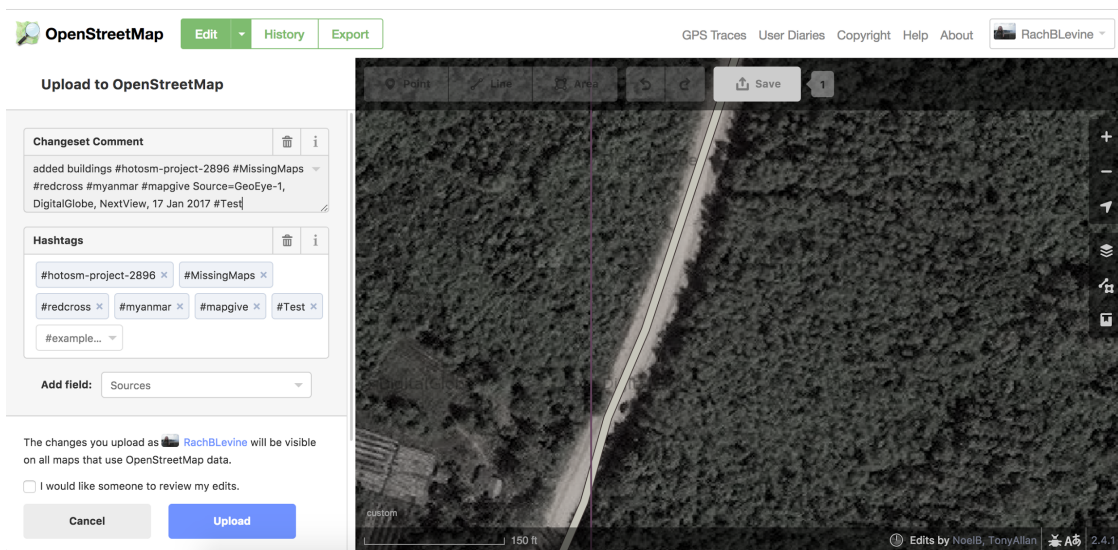 OpenStreetMap
Edit
History
Export
GPS Traces User Diaries Copyright Help About
RachBLevine
Upload to OpenStreetMap
Point
Line
Area
Save
1
Changeset Comment
i
added buildings #hotosm-project-2896 #MissingMaps
#redcross #myanmar #mapgive Source=GeoEye-1,
DigitalGlobe, NextView, 17 Jan 2017 #Test
Hashtags
i
#hotosm-project-2896 ×
#MissingMaps ×
#redcross ×
#myanmar ×
#mapgive ×
#Test ×
#example...
Add field:
Sources
The changes you upload as RachBLevine will be visible
on all maps that use OpenStreetMap data.
I would like someone to review my edits.
Cancel
Upload
custom
150 ft
Edits by NoelB, TonyAllan
Aあ
2.4.1